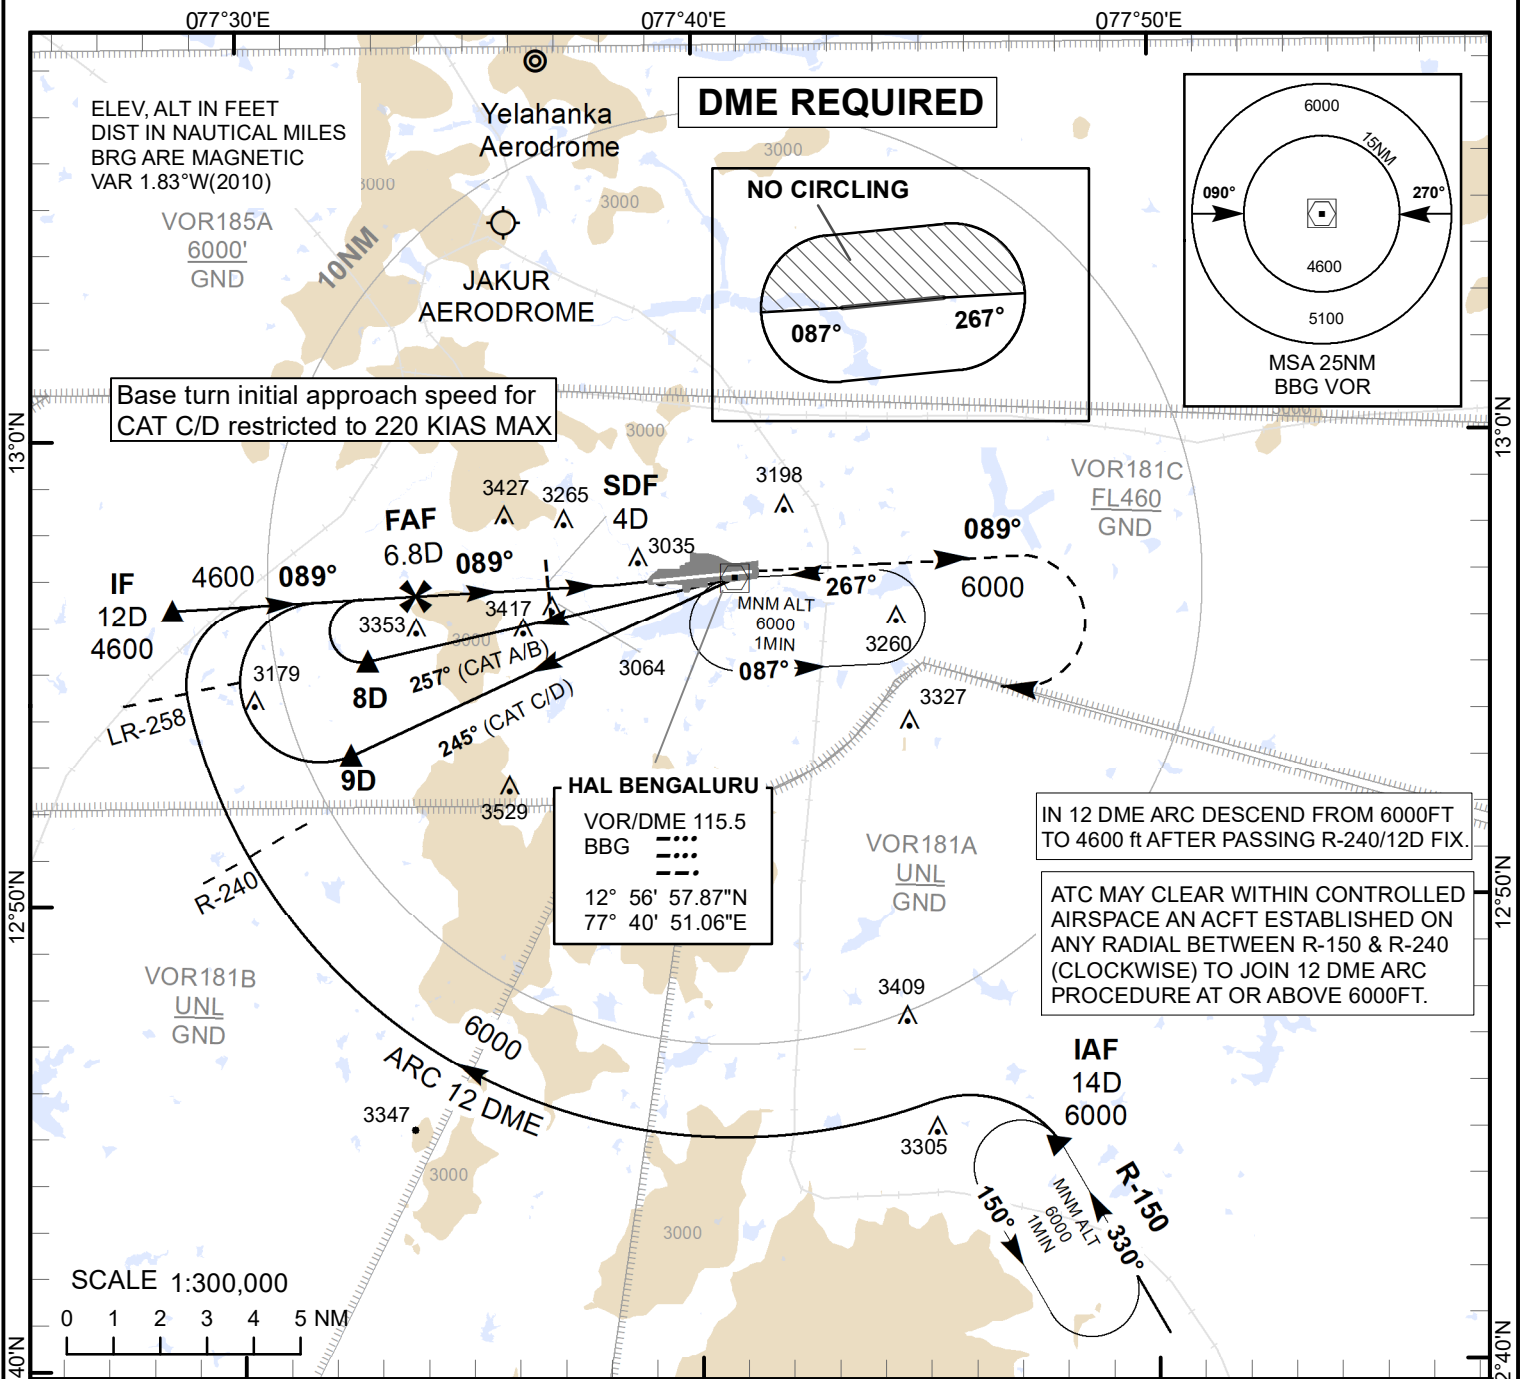 077°30'E
077°40'E
077°50'E
ELEV, ALT IN FEET
DIST IN NAUTICAL MILES
BRG ARE MAGNETIC
VAR 1.83°W(2010)
Yelahanka
Aerodrome
DME REQUIRED
3000
3000
3000
NO CIRCLING
087°
267°
6000
15NM
090°
270°
4600
5100
MSA 25NM
BBG VOR
VOR185A
6000'
GND
10NM
JAKUR
AERODROME
Base turn initial approach speed for
CAT C/D restricted to 220 KIAS MAX
3000
3000
13°0'N
13°0'N
VOR181C
FL460
GND
3427
3265
SDF
4D
3198
FAF
6.8D
089°
3035
089°
6000
IF
12D
4600
4600
089°
267°
MNM ALT
6000
1MIN
087°
3260
3353
3417
3000
3064
257° (CAT A/B)
245° (CAT C/D)
8D
9D
3179
LR-258
3327
3529
HAL BENGALURU
VOR/DME 115.5
BBG
12° 56' 57.87"N
77° 40' 51.06"E
IN 12 DME ARC DESCEND FROM 6000FT
TO 4600 ft AFTER PASSING R-240/12D FIX.
VOR181A
UNL
GND
ATC MAY CLEAR WITHIN CONTROLLED
AIRSPACE AN ACFT ESTABLISHED ON
ANY RADIAL BETWEEN R-150 & R-240
(CLOCKWISE) TO JOIN 12 DME ARC
PROCEDURE AT OR ABOVE 6000FT.
12°50'N
12°50'N
R-240
VOR181B
UNL
GND
3409
6000
ARC 12 DME
IAF
14D
6000
3347
3305
3000
3000
R-150
150°
MNM ALT
6000
1MIN
330°
SCALE 1:300,000
0 1 2 3 4 5 NM
40'N
2°40'N